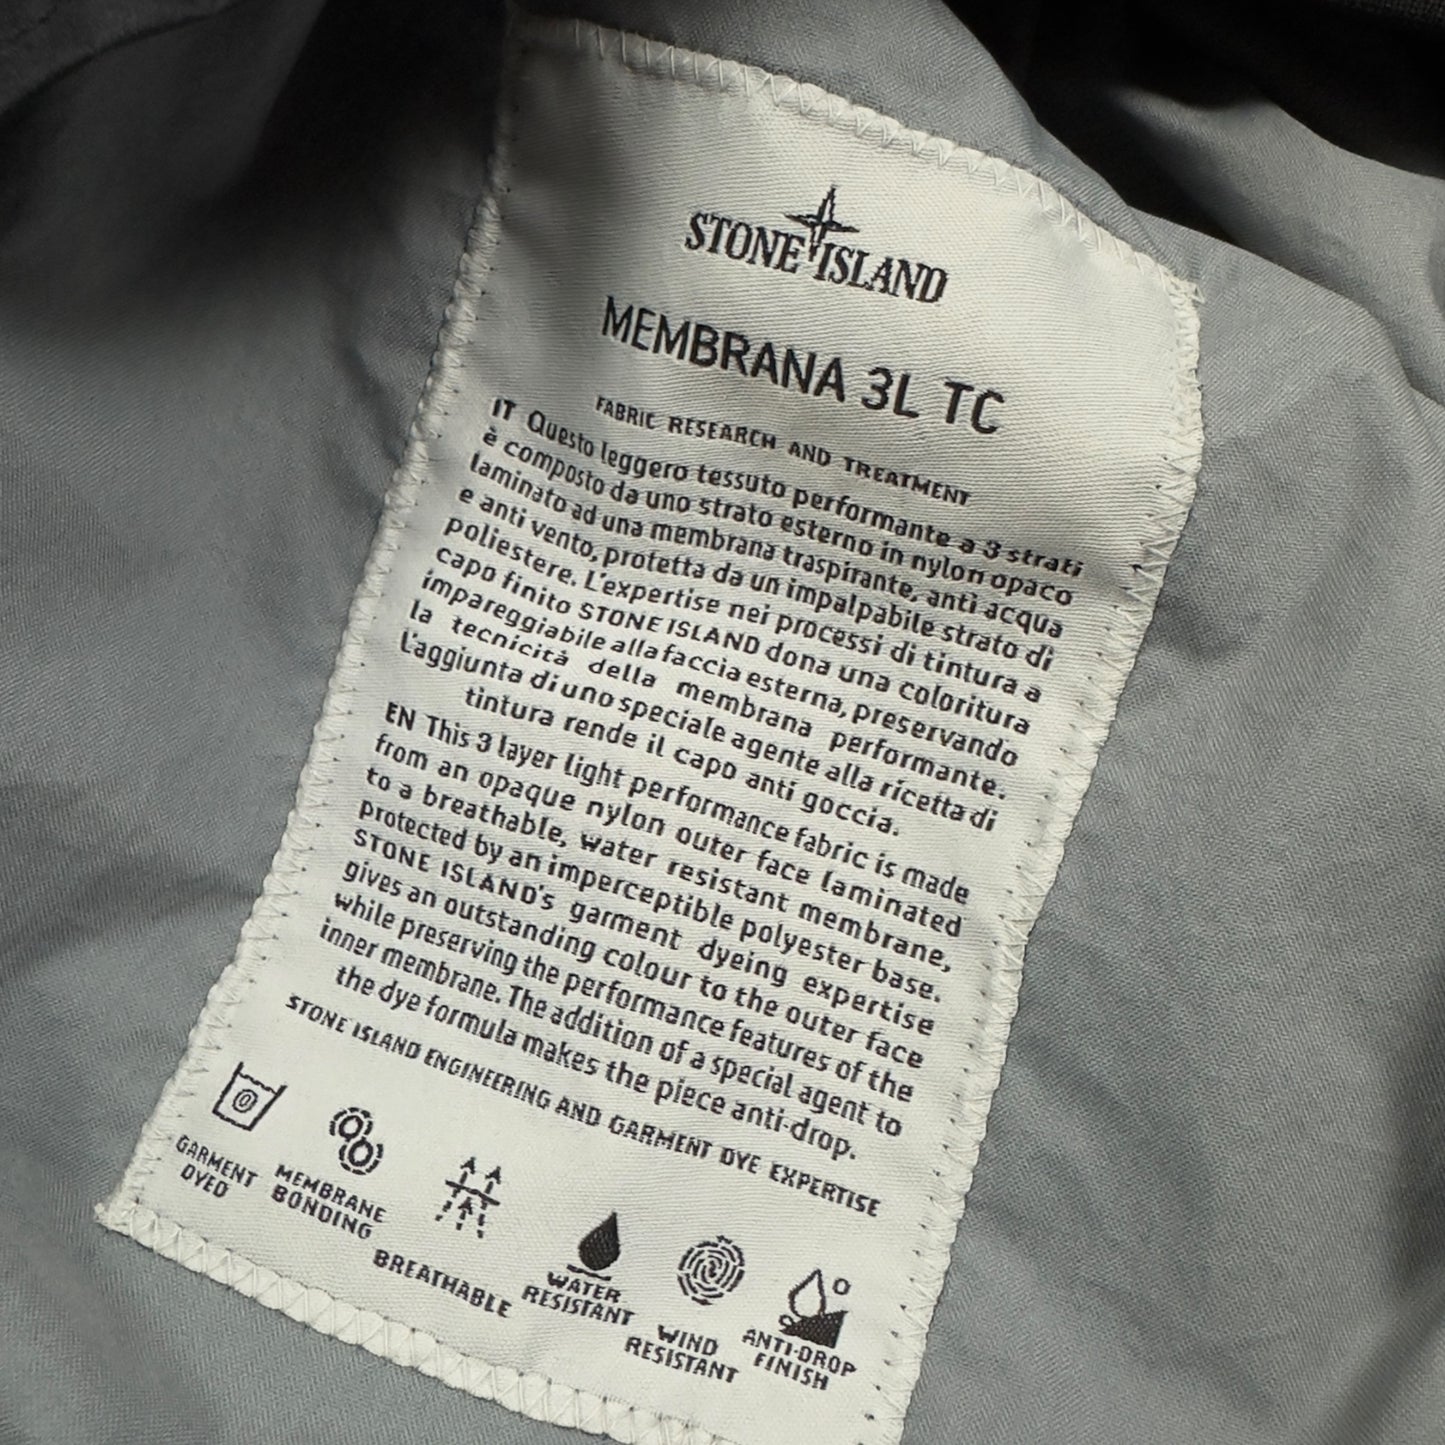 STONE ISLAND
MEMBRANA 3L TC
FABRIC RESEARCH AND TREATMENT
IT Questo leggero tessuto performante a 3 strati
è composto da uno strato esterno in nylon opaco
laminato ad una membrana traspirante, anti acqua
e anti vento, protetta da un impalpabile strato di
poliestere. L'expertise nei processi di tintura a
capo finito STONE ISLAND dona una coloritura
impareggiabile alla faccia esterna, preservando
la tecnicità della membrana performante.
L'aggiunta di uno speciale agente alla ricetta di
tintura rende il capo anti goccia.
EN This 3 layer light performance fabric is made
from an opaque nylon outer face laminated
to a breathable, water resistant membrane,
protected by an imperceptible polyester base.
STONE ISLAND's garment dyeing expertise
gives an outstanding colour to the outer face
while preserving the performance features of the
inner membrane. The addition of a special agent to
the dye formula makes the piece anti-drop.
STONE ISLAND ENGINEERING AND GARMENT DYE EXPERTISE
GARMENT
DYED
MEMBRANE
BONDING
BREATHABLE
WATER
RESISTANT
WIND
RESISTANT
ANTI-DROP
FINISH